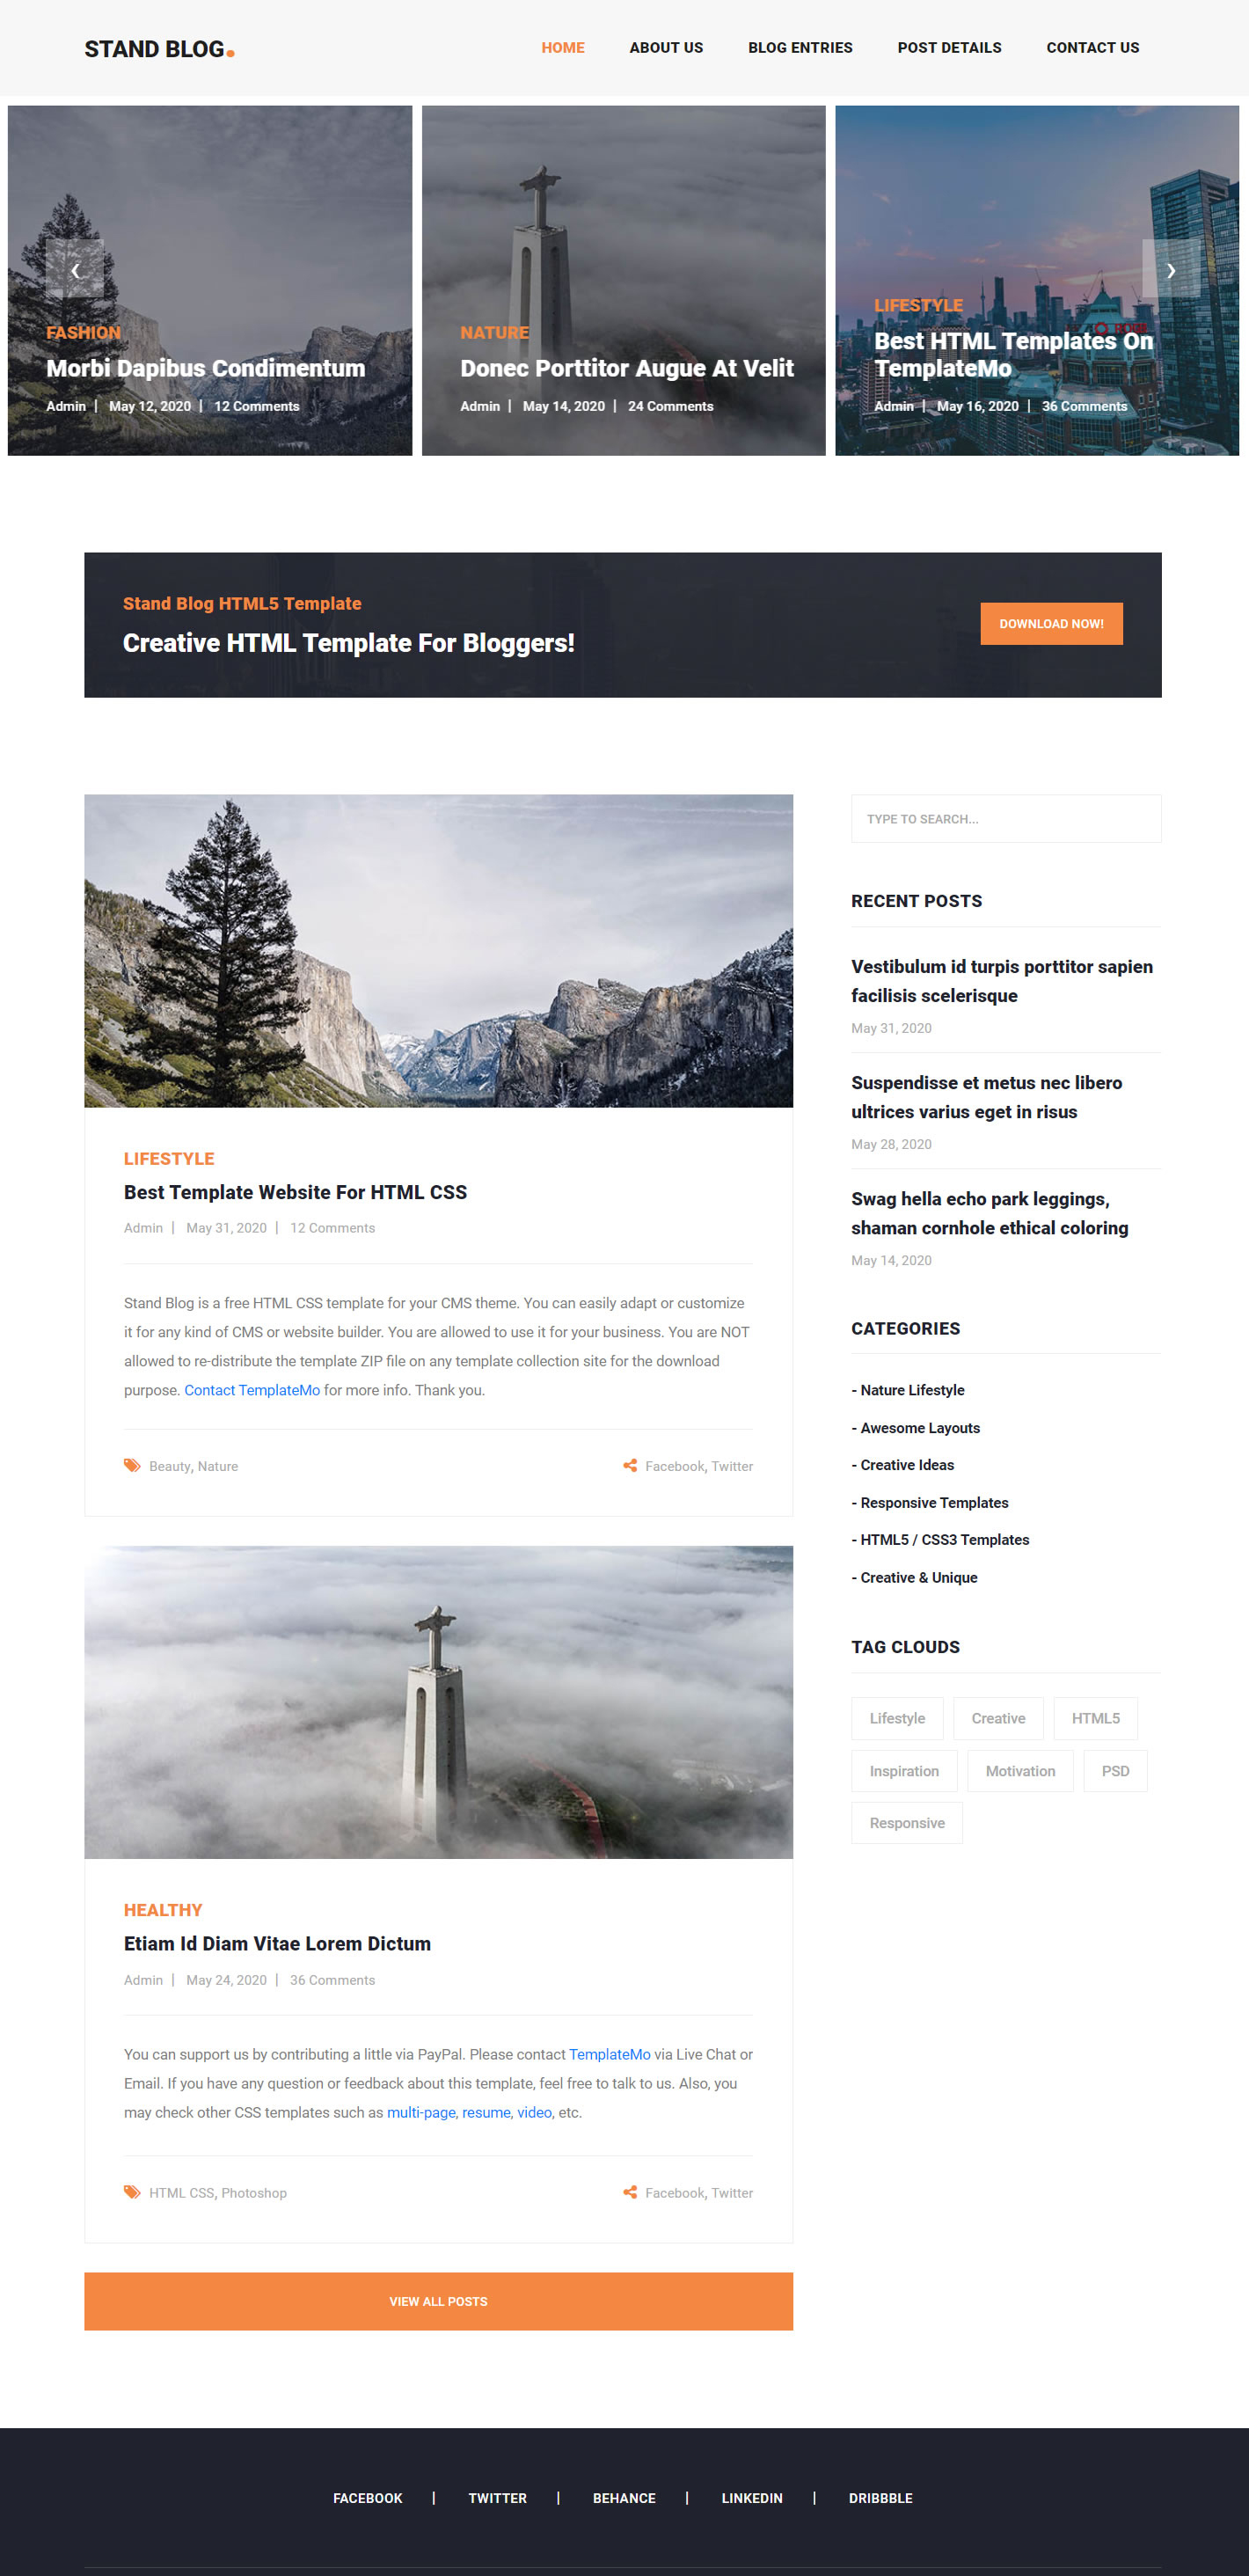 STAND BLOG.
HOME ABOUT US BLOG ENTRIES POST DETAILS CONTACT US
‹
FASHION
Morbi Dapibus Condimentum
Admin | May 12, 2020 | 12 Comments
NATURE
Donec Porttitor Augue At Velit
Admin | May 14, 2020 | 24 Comments
›
LIFESTYLE
Best HTML Templates On
TemplateMo
Admin | May 16, 2020 | 36 Comments
Stand Blog HTML5 Template
Creative HTML Template For Bloggers!
DOWNLOAD NOW!
LIFESTYLE
Best Template Website For HTML CSS
Admin | May 31, 2020 | 12 Comments
Stand Blog is a free HTML CSS template for your CMS theme. You can easily adapt or customize
it for any kind of CMS or website builder. You are allowed to use it for your business. You are NOT
allowed to re-distribute the template ZIP file on any template collection site for the download
purpose. Contact TemplateMo for more info. Thank you.
Beauty, Nature
Facebook, Twitter
HEALTHY
Etiam Id Diam Vitae Lorem Dictum
Admin | May 24, 2020 | 36 Comments
You can support us by contributing a little via PayPal. Please contact TemplateMo via Live Chat or
Email. If you have any question or feedback about this template, feel free to talk to us. Also, you
may check other CSS templates such as multi-page, resume, video, etc.
HTML CSS, Photoshop
Facebook, Twitter
VIEW ALL POSTS
TYPE TO SEARCH...
RECENT POSTS
Vestibulum id turpis porttitor sapien
facilisis scelerisque
May 31, 2020
Suspendisse et metus nec libero
ultrices varius eget in risus
May 28, 2020
Swag hella echo park leggings,
shaman cornhole ethical coloring
May 14, 2020
CATEGORIES
- Nature Lifestyle
- Awesome Layouts
- Creative Ideas
- Responsive Templates
- HTML5 / CSS3 Templates
- Creative & Unique
TAG CLOUDS
Lifestyle Creative HTML5
Inspiration Motivation PSD
Responsive
FACEBOOK | TWITTER | BEHANCE | LINKEDIN | DRIBBBLE